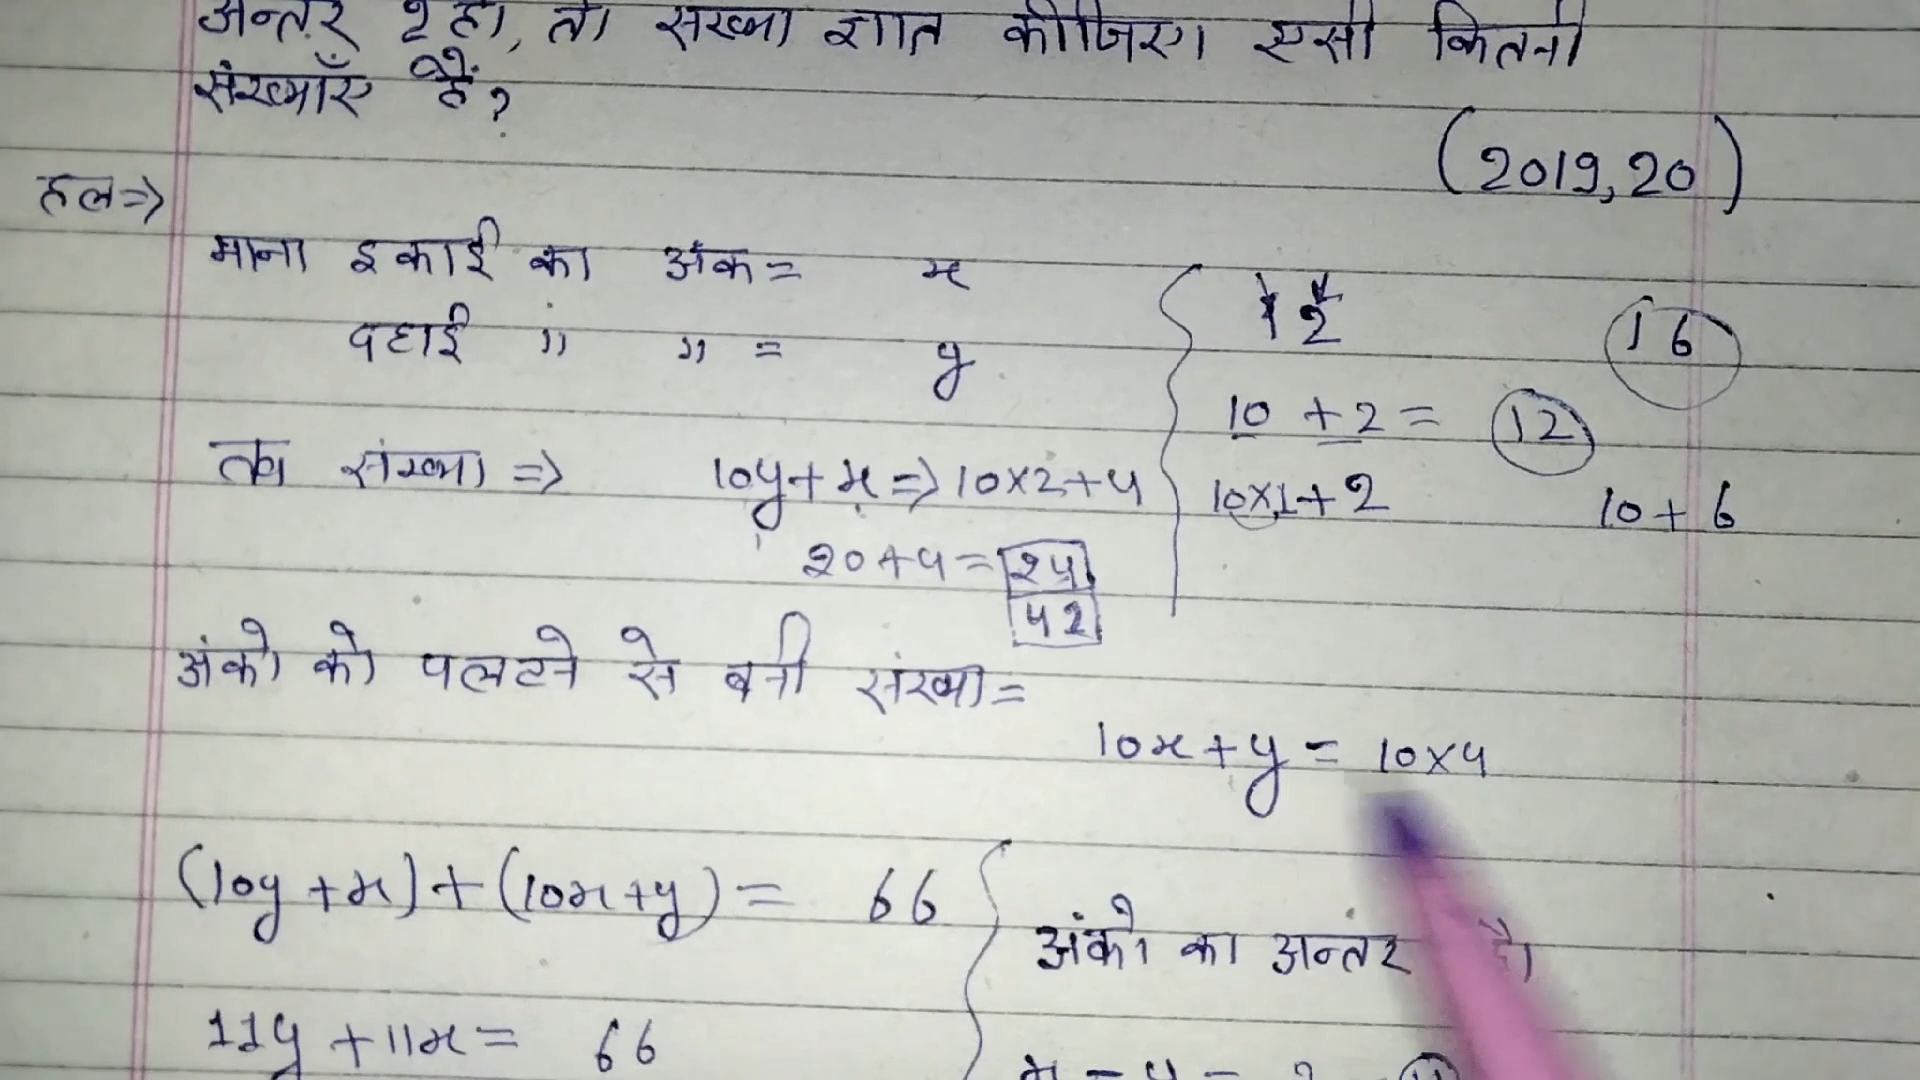 अन्तर 2 हो, तो संख्या ज्ञात कीजिए। ऐसी कितनी
संख्याएँ हैं?
(2019,20)
हल⇒
माना इकाई का अंक = x
दहाई " " = y
तब संख्या ⇒ 10y+x ⇒ 10×2+4
20+4=24
42
12
16
10 + 2 = 12
10×1+2
10+6
अंको को पलटने से बनी संख्या =
10x+y = 10×4
(10y+x)+(10x+y) = 66
अंको का अन्तर है।
11y+11x = 66
x - y = 2